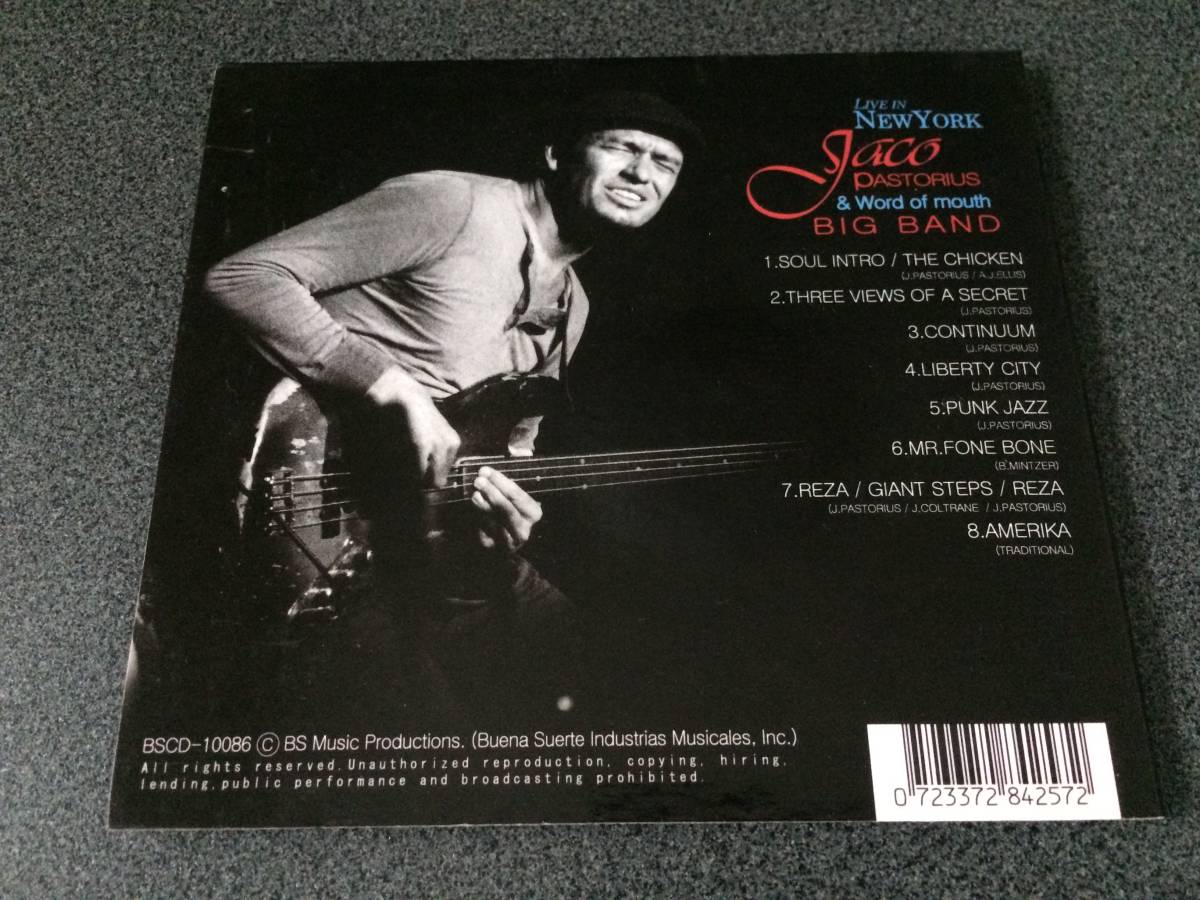 LIVE IN
NEW YORK
Jaco
PASTORIUS
& Word of mouth
BIG BAND
1.SOUL INTRO / THE CHICKEN
(J.PASTORIUS / A.J.ELLIS)
2.THREE VIEWS OF A SECRET
(J.PASTORIUS)
3.CONTINUUM
(J.PASTORIUS)
4.LIBERTY CITY
(J.PASTORIUS)
5.PUNK JAZZ
(J.PASTORIUS)
6.MR.FONE BONE
(B.MINTZER)
7.REZA / GIANT STEPS / REZA
(J.PASTORIUS / J.COLTRANE / J.PASTORIUS)
8.AMERIKA
(TRADITIONAL)
BSCD-10086 © BS Music Productions. (Buena Suerte Industrias Musicales, Inc.)
All rights reserved.Unauthorized reproduction, copying, hiring,
lending,public performance and broadcasting prohibited.
0 723372 842572